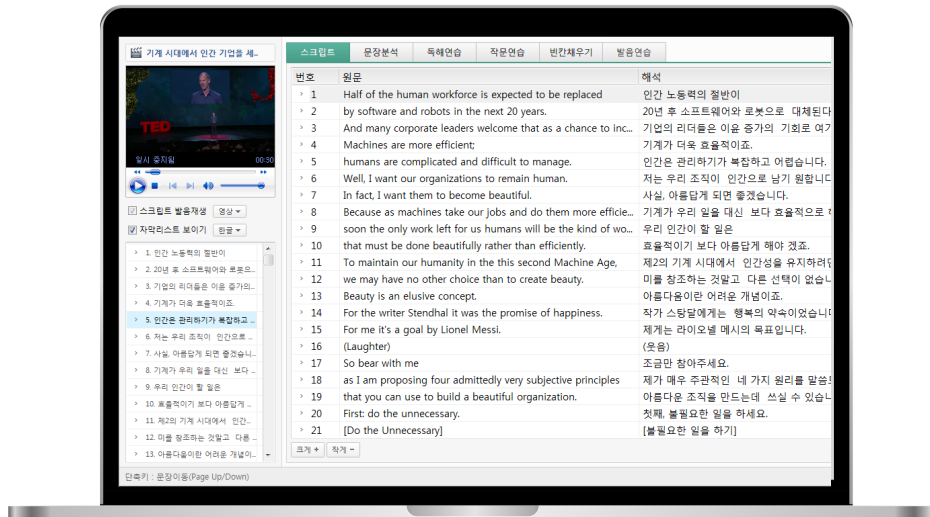 기계 시대에서 인간 기업을 세..
TED
일시 중지됨 00:30
스크립트 발음재생 영상
자막리스트 보이기 한글
1. 인간 노동력의 절반이
2. 20년 후 소프트웨어와 로봇으..
3. 기업의 리더들은 이윤 증가의..
4. 기계가 더욱 효율적이죠.
5. 인간은 관리하기가 복잡하고 ..
6. 저는 우리 조직이 인간으로 ..
7. 사실, 아름답게 되면 좋겠습니..
8. 기계가 우리 일을 대신 보다 ..
9. 우리 인간이 할 일은
10. 효율적이기 보다 아름답게 ..
11. 제2의 기계 시대에서 인간..
12. 미를 창조하는 것말고 다른 ..
13. 아름다움이란 어려운 개념이..
스크립트 문장분석 독해연습 작문연습 빈칸채우기 발음연습
번호 원문 해석
1 Half of the human workforce is expected to be replaced 인간 노동력의 절반이
2 by software and robots in the next 20 years. 20년 후 소프트웨어와 로봇으로 대체된다
3 And many corporate leaders welcome that as a chance to inc... 기업의 리더들은 이윤 증가의 기회로 여기
4 Machines are more efficient; 기계가 더욱 효율적이죠.
5 humans are complicated and difficult to manage. 인간은 관리하기가 복잡하고 어렵습니다.
6 Well, I want our organizations to remain human. 저는 우리 조직이 인간으로 남기 원합니다
7 In fact, I want them to become beautiful. 사실, 아름답게 되면 좋겠습니다.
8 Because as machines take our jobs and do them more efficie... 기계가 우리 일을 대신 보다 효율적으로
9 soon the only work left for us humans will be the kind of wo... 우리 인간이 할 일은
10 that must be done beautifully rather than efficiently. 효율적이기 보다 아름답게 해야 겠죠.
11 To maintain our humanity in the this second Machine Age, 제2의 기계 시대에서 인간성을 유지하려면
12 we may have no other choice than to create beauty. 미를 창조하는 것말고 다른 선택이 없습니
13 Beauty is an elusive concept. 아름다움이란 어려운 개념이죠.
14 For the writer Stendhal it was the promise of happiness. 작가 스탕달에게는 행복의 약속이었습니
15 For me it's a goal by Lionel Messi. 제게는 라이오넬 메시의 목표입니다.
16 (Laughter) (웃음)
17 So bear with me 조금만 참아주세요.
18 as I am proposing four admittedly very subjective principles 제가 매우 주관적인 네 가지 원리를 말씀
19 that you can use to build a beautiful organization. 아름다운 조직을 만드는데 쓰실 수 있습니
20 First: do the unnecessary. 첫째, 불필요한 일을 하세요.
21 [Do the Unnecessary] [불필요한 일을 하기]
크게 + 작게 -
단축키 : 문장이동(Page Up/Down)